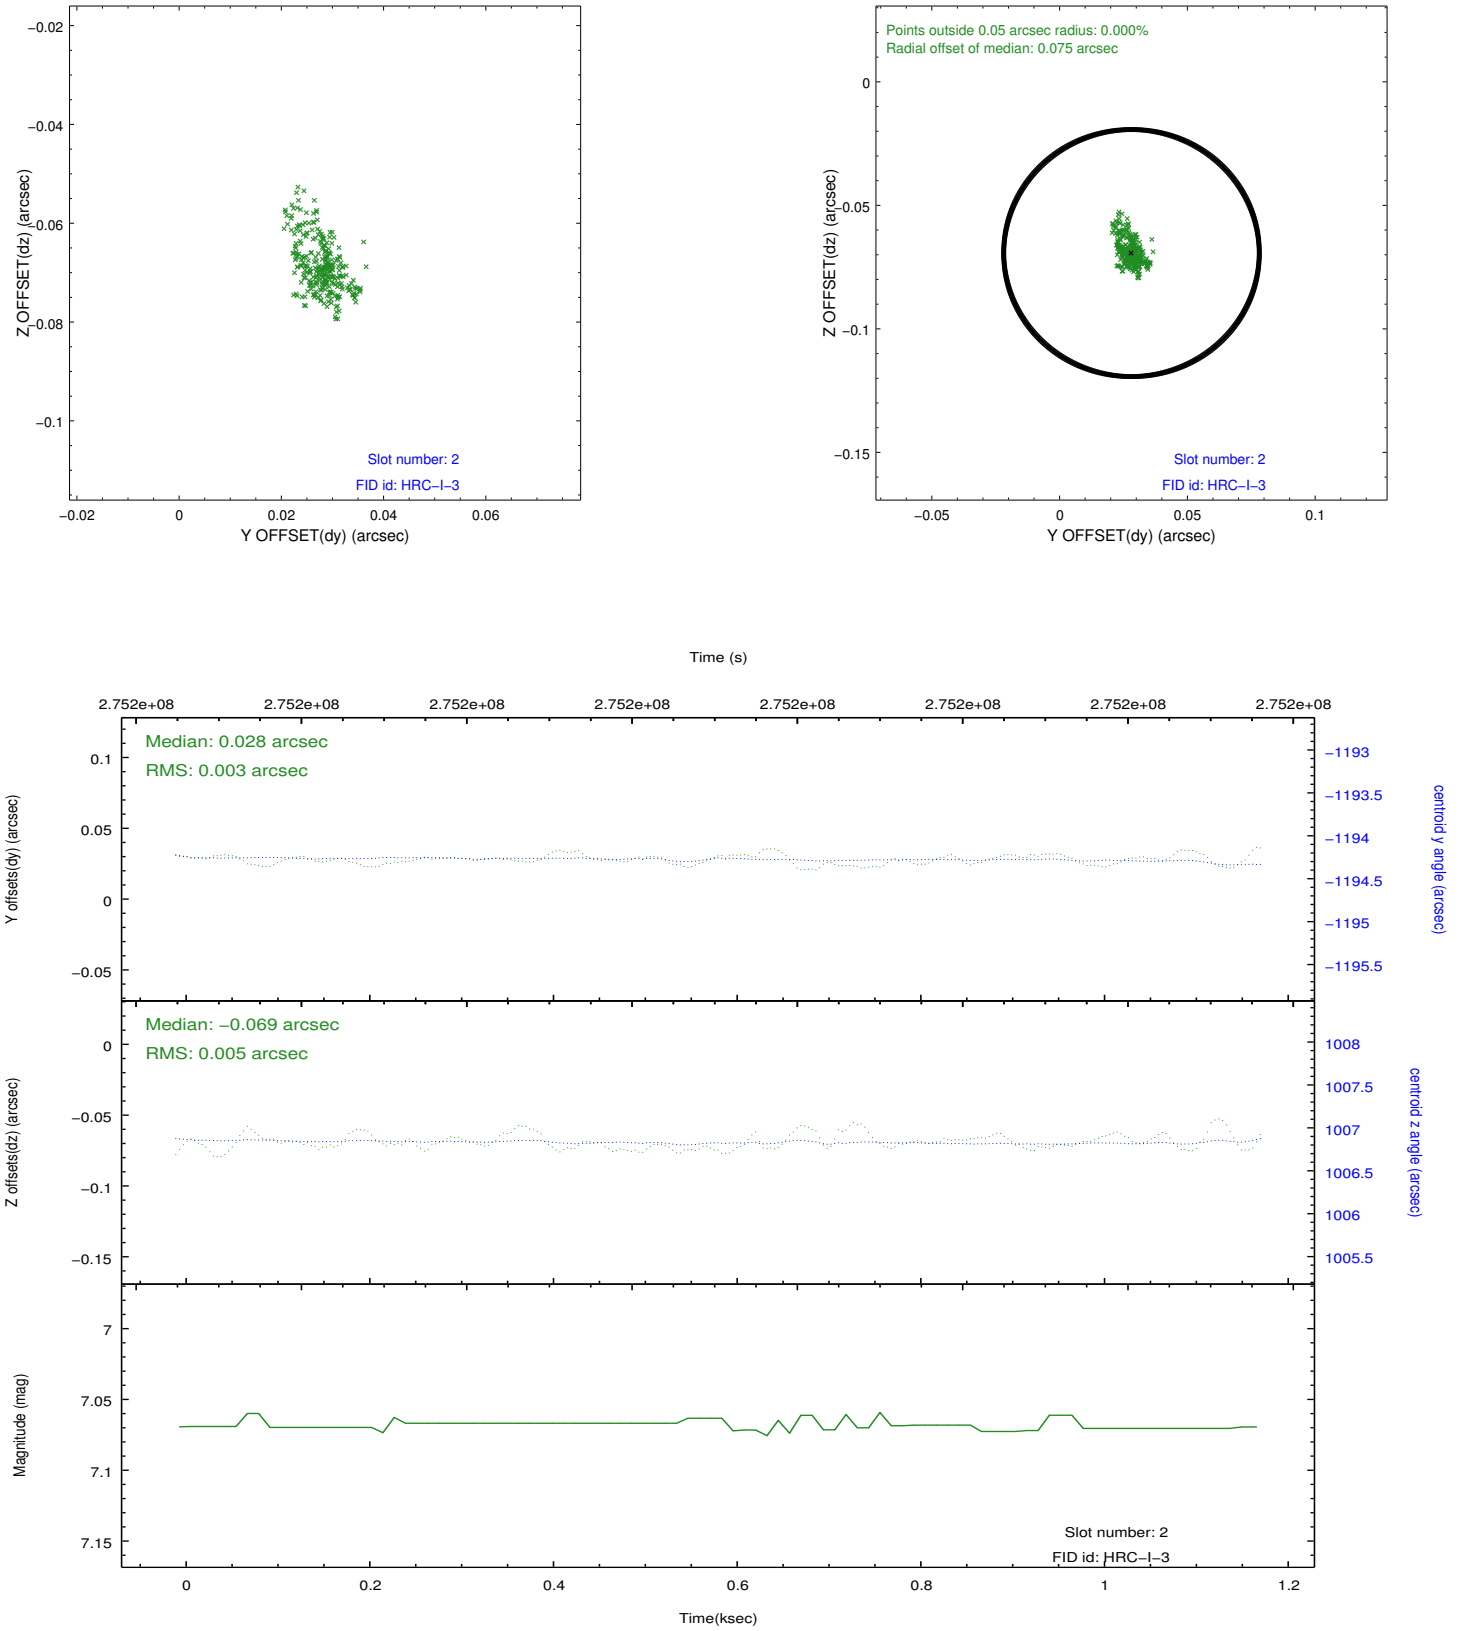 −0.02
−0.04
−0.06
−0.08
−0.1
Z OFFSET(dz) (arcsec)
Slot number: 2
FID id: HRC−I−3
−0.02 0 0.02 0.04 0.06
Y OFFSET(dy) (arcsec)
Points outside 0.05 arcsec radius: 0.000%
Radial offset of median: 0.075 arcsec
0
−0.05
−0.1
−0.15
Z OFFSET(dz) (arcsec)
Slot number: 2
FID id: HRC−I−3
−0.05 0 0.05 0.1
Y OFFSET(dy) (arcsec)
Time (s)
2.752e+08 2.752e+08 2.752e+08 2.752e+08 2.752e+08 2.752e+08 2.752e+08 2.752e+08
Median: 0.028 arcsec
RMS: 0.003 arcsec
0.1
0.05
0
−0.05
Y offsets(dy) (arcsec)
−1193
−1193.5
−1194
−1194.5
−1195
−1195.5
centroid y angle (arcsec)
Median: −0.069 arcsec
RMS: 0.005 arcsec
0
−0.05
−0.1
−0.15
Z offsets(dz) (arcsec)
1008
1007.5
1007
1006.5
1006
1005.5
centroid z angle (arcsec)
7
7.05
7.1
7.15
Magnitude (mag)
Slot number: 2
FID id: HRC−I−3
0 0.2 0.4 0.6 0.8 1 1.2
Time(ksec)